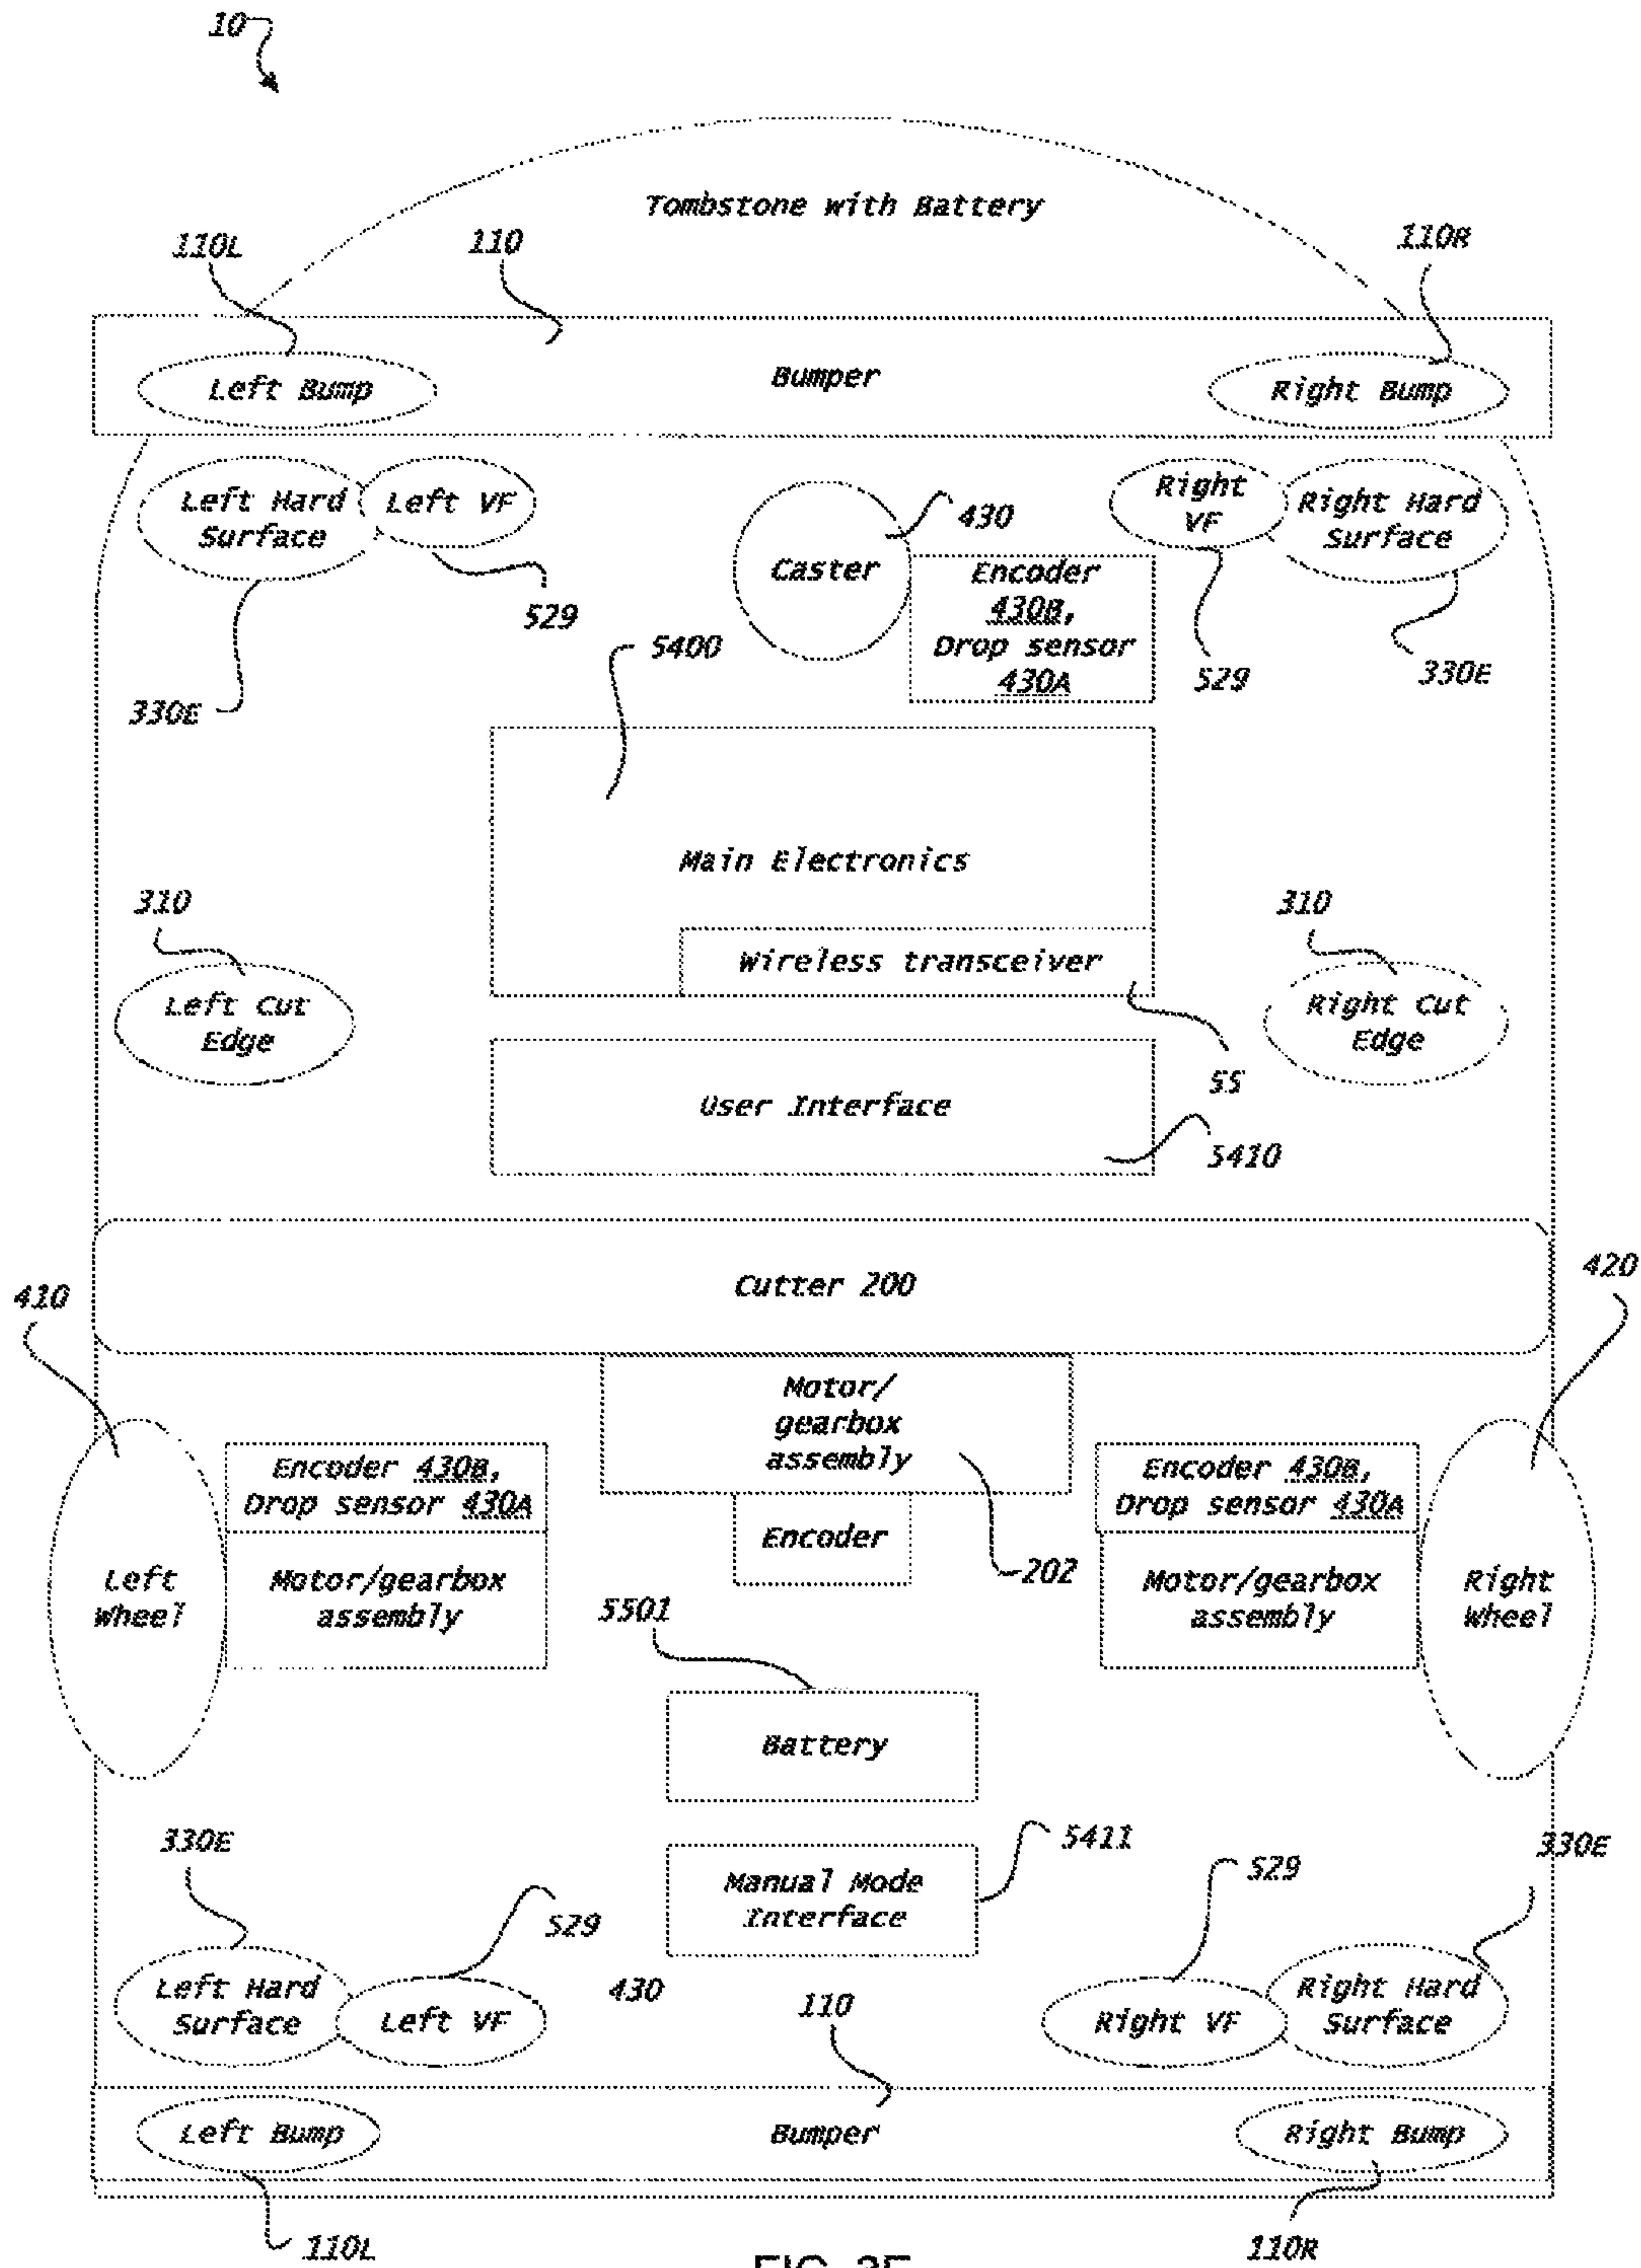 10
Tombstone with Battery
110L
110
110R
Left Bump
Bumper
Right Bump
Left Hard
Surface
Left VF
Right
VF
Right Hard
Surface
430
Caster
Encoder
430B,
Drop sensor
430A
529
5400
529
330E
330E
Main Electronics
310
310
Wireless transceiver
Left Cut
Edge
Right Cut
Edge
55
User Interface
5410
Cutter 200
410
420
Motor/
gearbox
assembly
Encoder 430B,
Drop sensor 430A
Encoder 430B,
Drop sensor 430A
Encoder
202
Left
Wheel
Motor/gearbox
assembly
Motor/gearbox
assembly
Right
Wheel
5501
Battery
330E
5411
330E
Manual Mode
Interface
529
529
Left Hard
Surface
Left VF
430
110
Right VF
Right Hard
Surface
Left Bump
Bumper
Right Bump
110L
110R